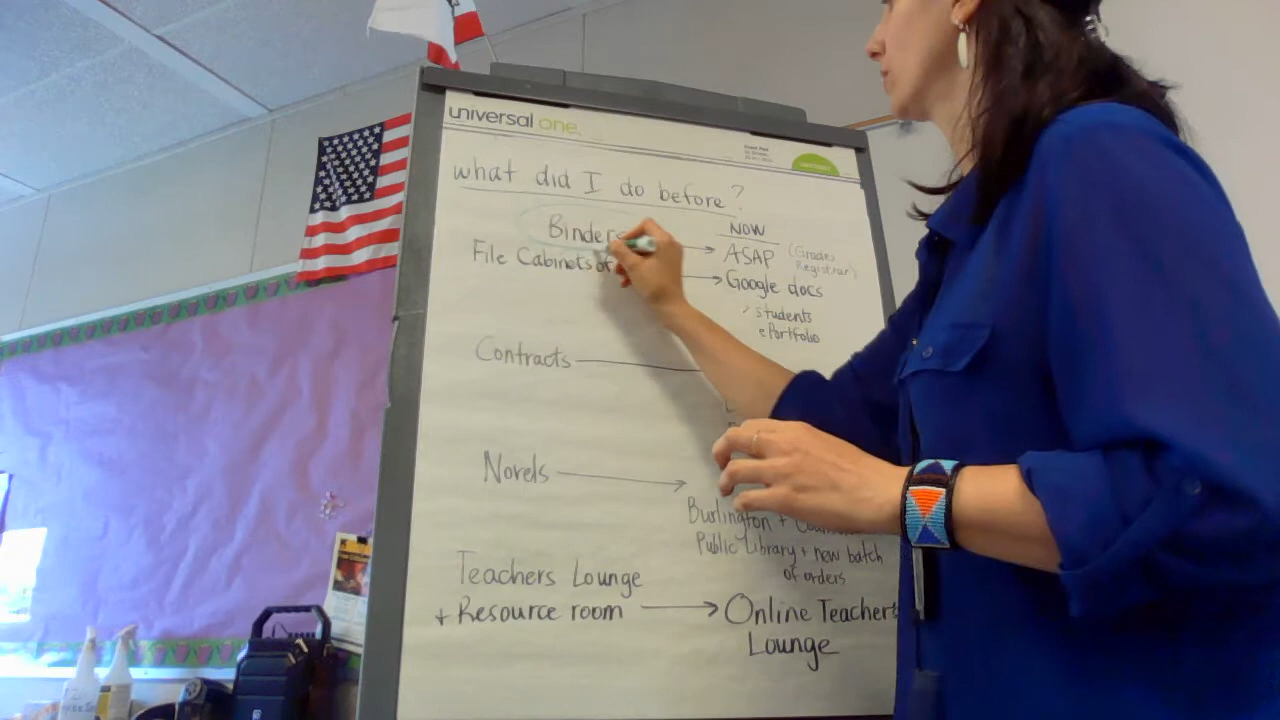 universal one.
what did I do before?
Binders
NOW
ASAP (Grades
Registrar)
File Cabinets of
Google docs
students
ePortfolio
Contracts
Novels
Burlington +
Public Library + new batch
of orders
Teachers Lounge
+ Resource room
Online Teachers
Lounge